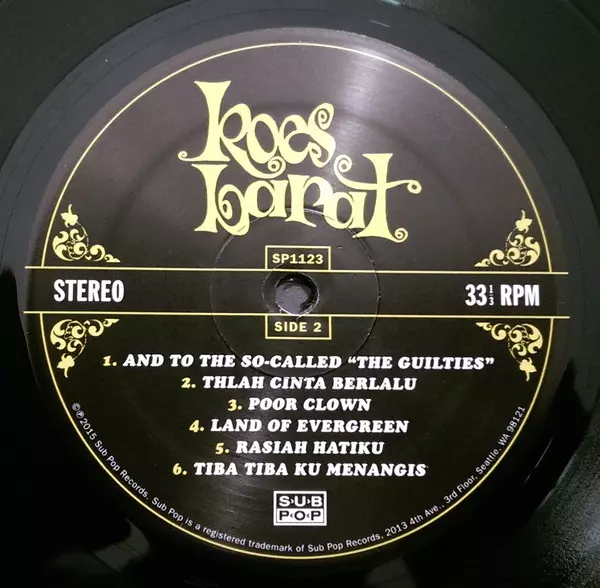 Koes
Barat
SP1123
STEREO
33 1/3 RPM
SIDE 2
1. AND TO THE SO-CALLED "THE GUILTIES"
2. THLAH CINTA BERLALU
3. POOR CLOWN
4. LAND OF EVERGREEN
5. RASIAH HATIKU
6. TIBA TIBA KU MENANGIS
SUB
POP
©℗2015 Sub Pop Records. Sub Pop is a registered trademark of Sub Pop Records, 2013 4th Ave., 3rd Floor, Seattle, WA 98121